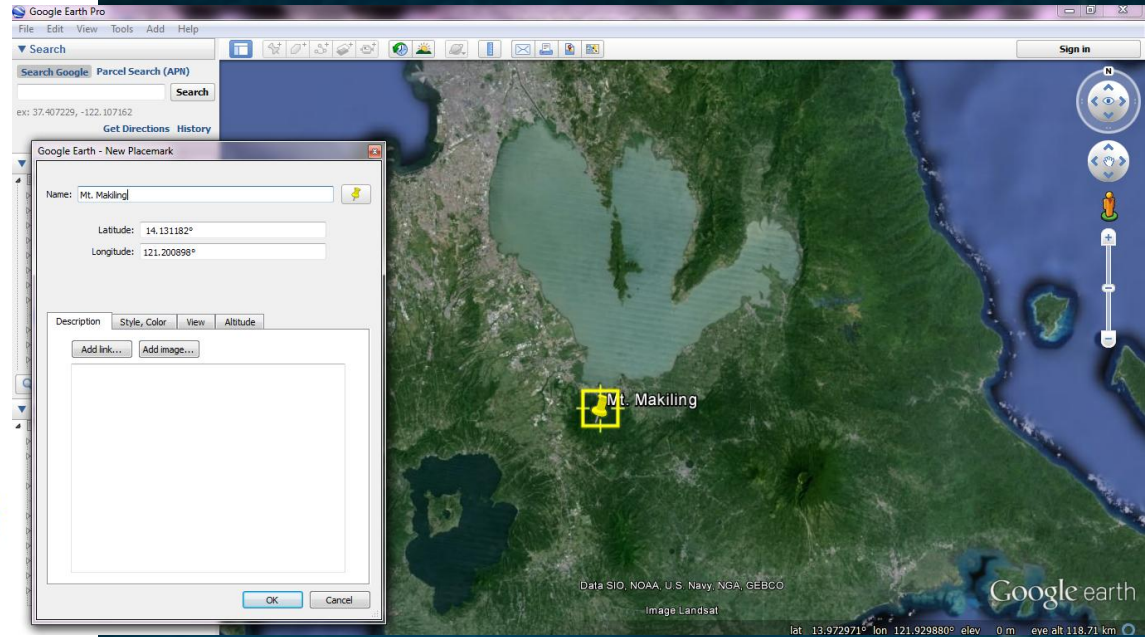 Google Earth Pro
File Edit View Tools Add Help
▼ Search
Search Google Parcel Search (APN)
Search
ex: 37.407229, -122.107162
Get Directions History
Sign in
N
Google Earth - New Placemark
Name: Mt. Makiling
Latitude: 14.131182°
Longitude: 121.200898°
Description Style, Color View Altitude
Add link... Add image...
OK Cancel
Mt. Makiling
Data SIO, NOAA, U.S. Navy, NGA, GEBCO
Image Landsat
Google earth
lat 13.972971° lon 121.929880° elev 0 m eye alt 118.71 km